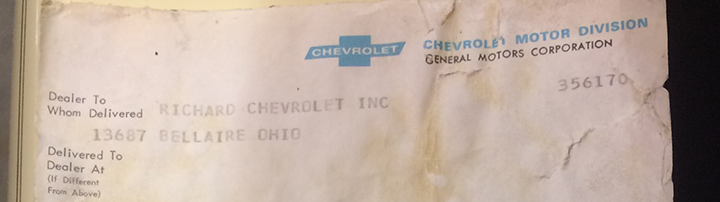 CHEVROLET
CHEVROLET MOTOR DIVISION
GENERAL MOTORS CORPORATION
356170
Dealer To
Whom Delivered RICHARD CHEVROLET INC
13687 BELLAIRE OHIO
Delivered To
Dealer At
(If Different
From Above)